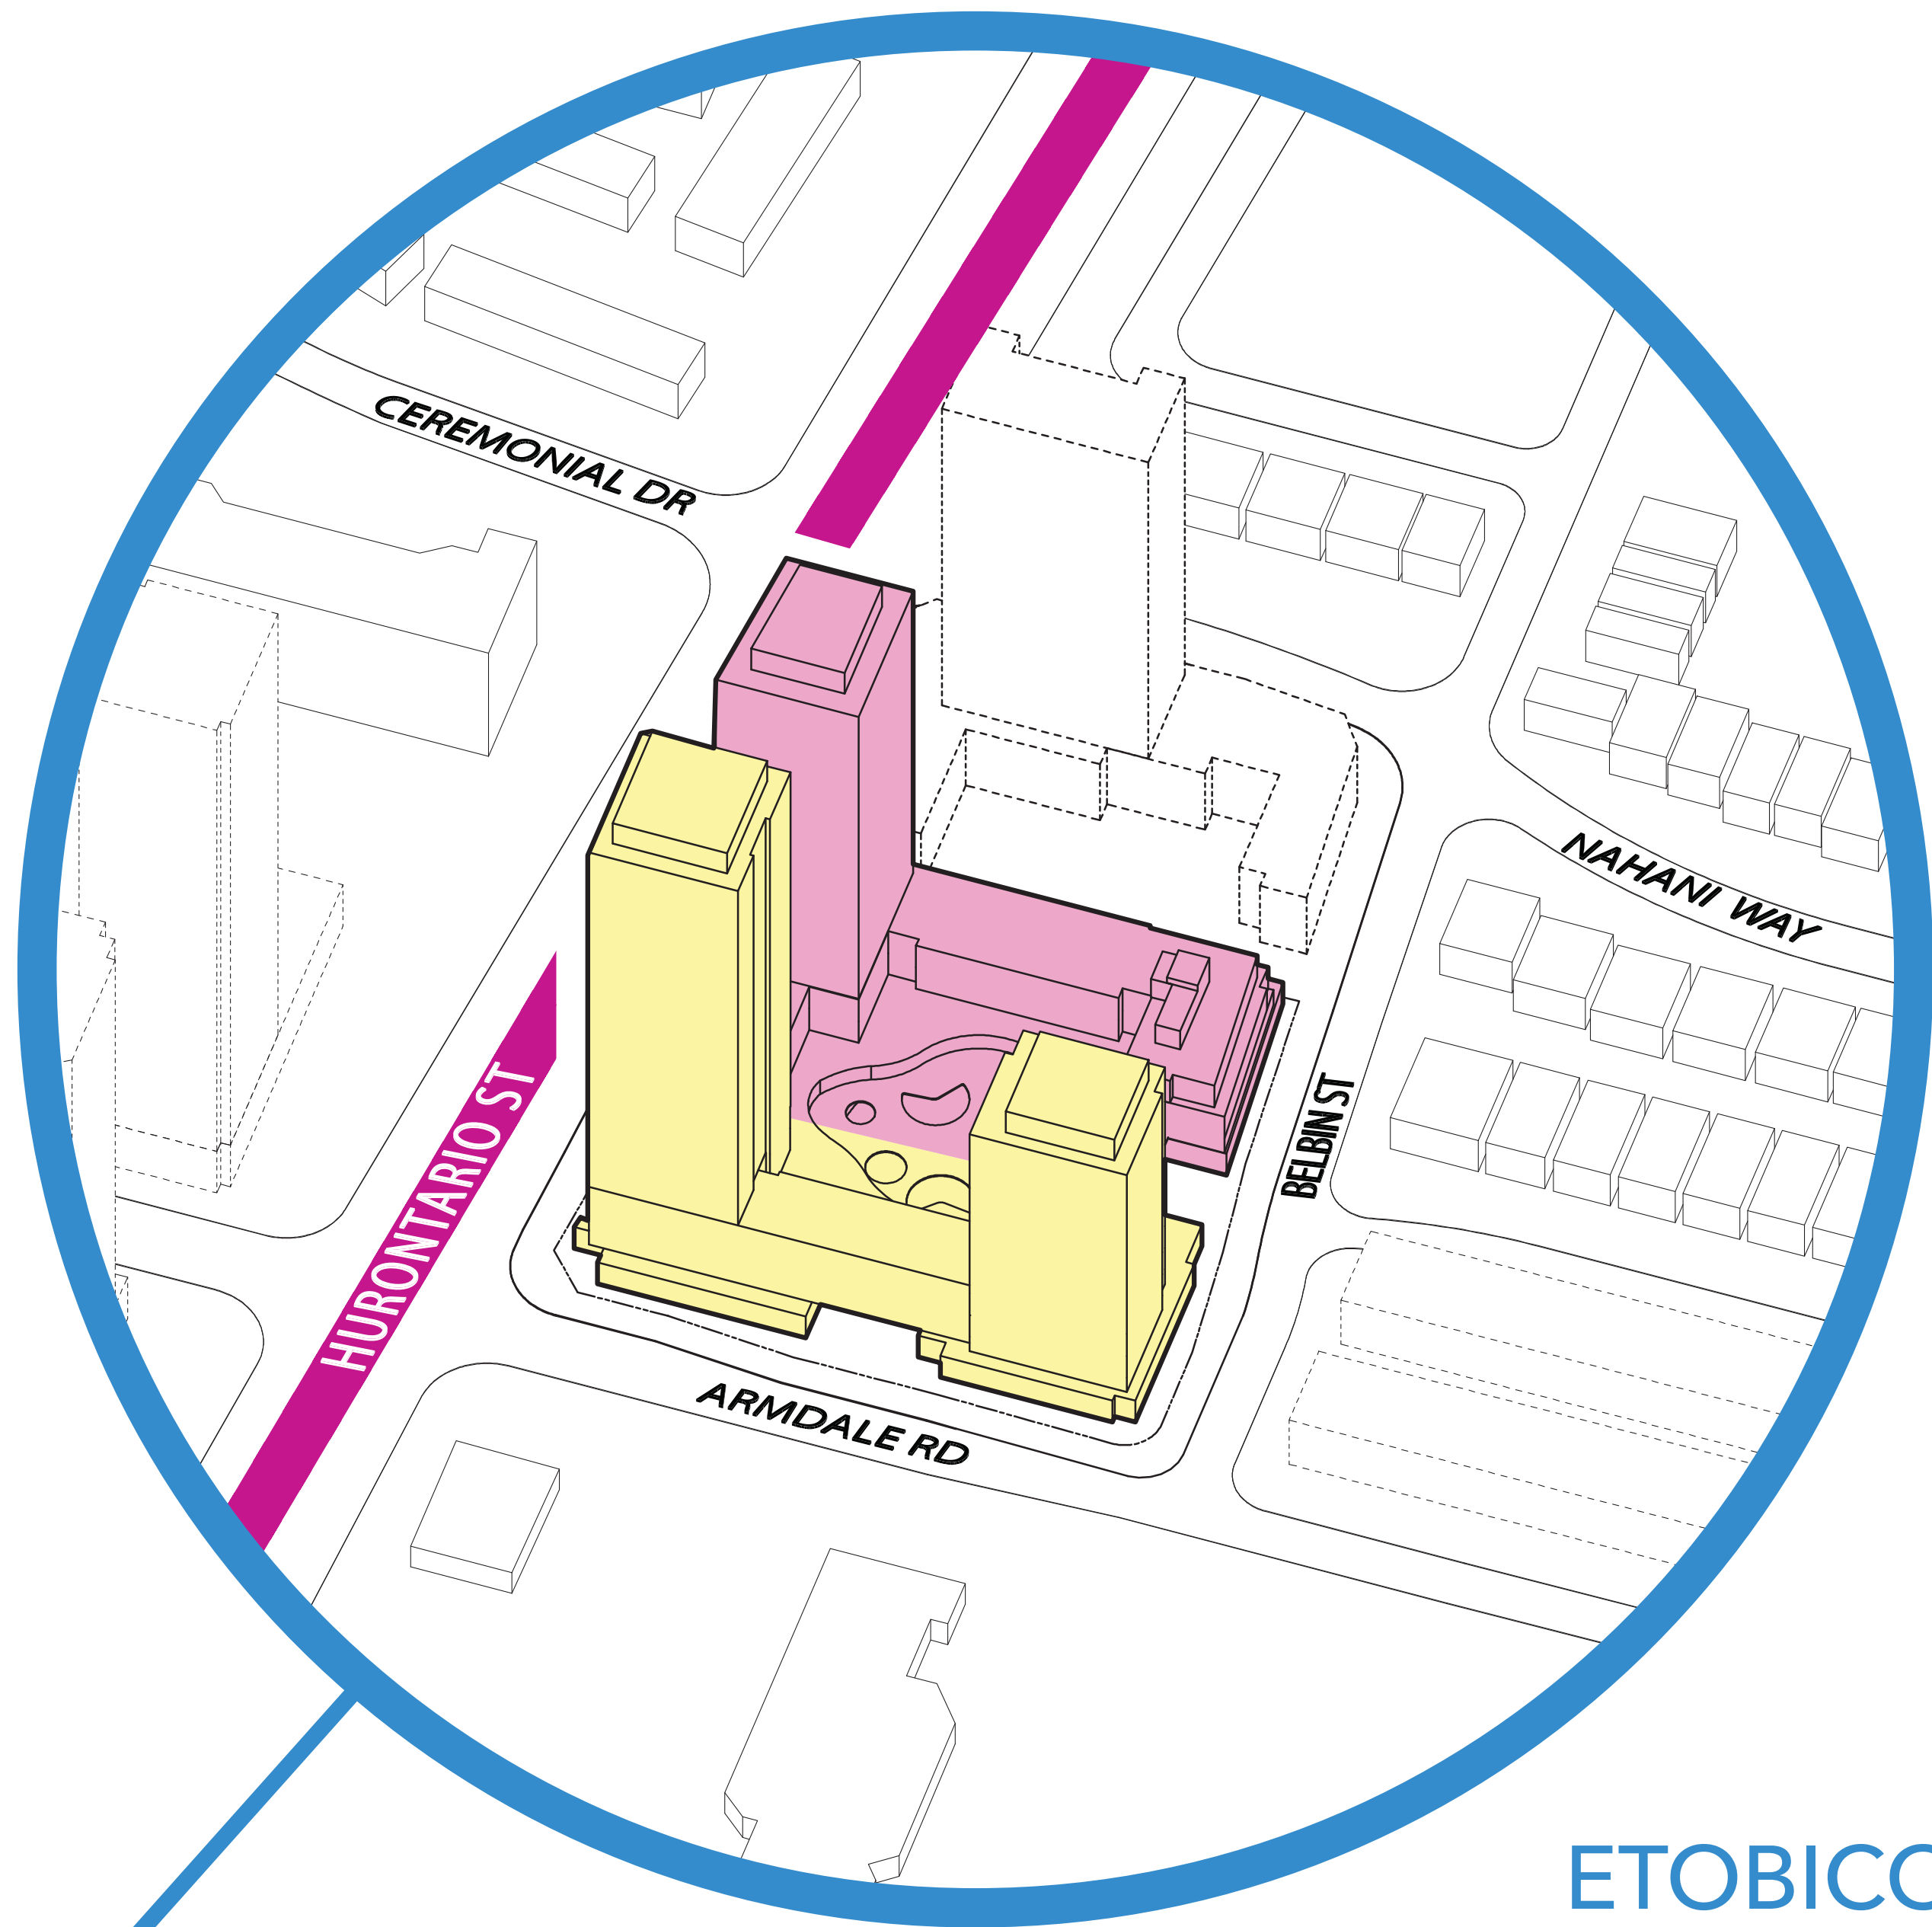 CEREMONIAL DR
NAHANI WAY
HURONTARIO ST
BELBIN ST
ARMDALE RD
ETOBICO